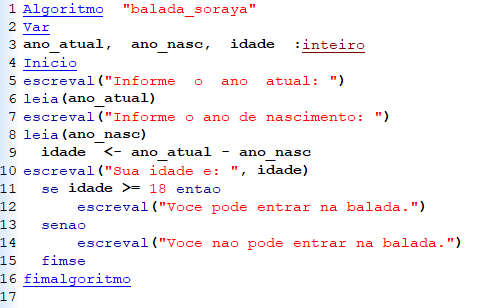 1 Algoritmo "balada_soraya"
2 Var
3 ano_atual, ano_nasc, idade :inteiro
4 Inicio
5 escreval("Informe o ano atual: ")
6 leia(ano_atual)
7 escreval("Informe o ano de nascimento: ")
8 leia(ano_nasc)
9 idade <- ano_atual - ano_nasc
10 escreval("Sua idade e: ", idade)
11 se idade >= 18 entao
12 escreval("Voce pode entrar na balada.")
13 senao
14 escreval("Voce nao pode entrar na balada.")
15 fimse
16 fimalgoritmo
17